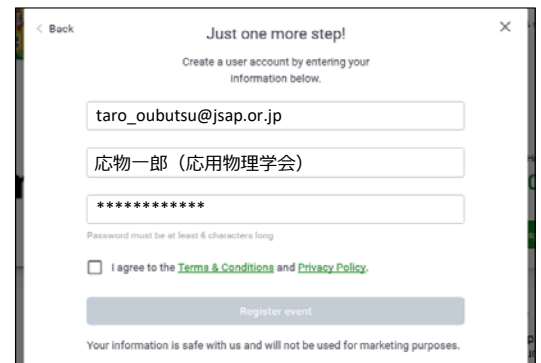 < Back
Just one more step!
Create a user account by entering your
information below.
taro_oubutsu@jsap.or.jp
応物一郎（応用物理学会）
************
Password must be at least 6 characters long
I agree to the Terms & Conditions and Privacy Policy.
Register event
Your information is safe with us and will not be used for marketing purposes.